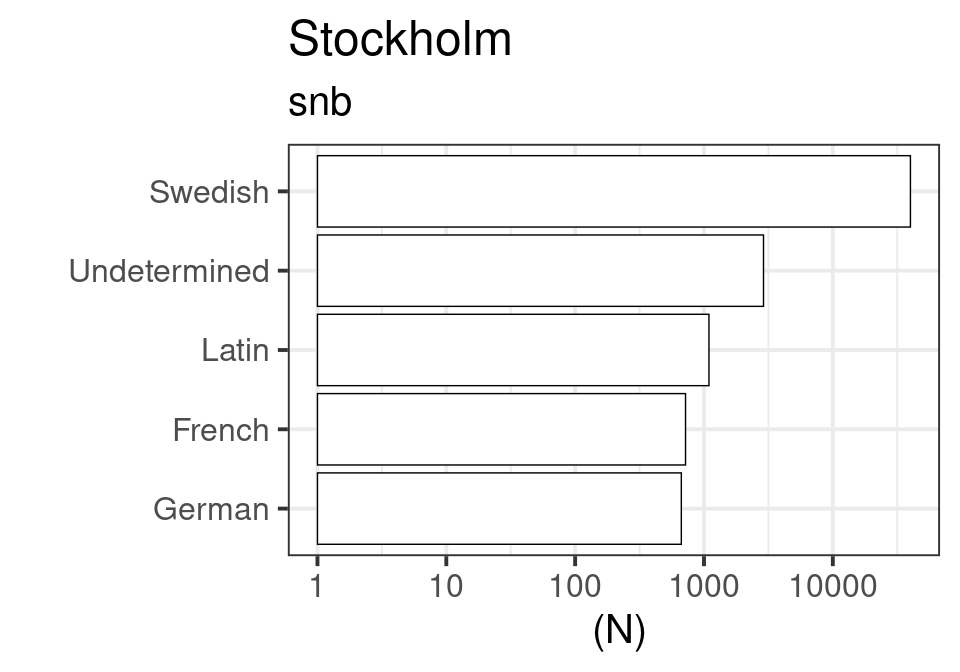 Stockholm
snb
Swedish
Undetermined
Latin
French
German
1 10 100 1000 10000
(N)